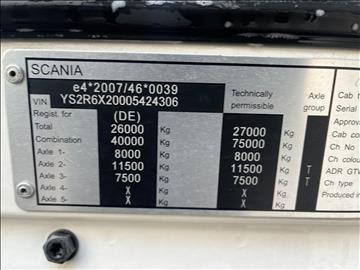 SCANIA
e4*2007/46*0039
VIN YS2R6X20005424306
Regist. for (DE) Technically permissible Axle group
Total 26000 Kg 27000 Kg
Combination 40000 Kg 75000 Kg
Axle 1- 8000 Kg 8000 Kg
Axle 2- 11500 Kg 11500 Kg T
Axle 3- 7500 Kg 7500 Kg T
Axle 4- X Kg X Kg
Axle 5- X Kg X Kg
Cab t
Serial
Approva
Cab co
Ch No
Ch colou
ADR GTW
Ch type
Produced in